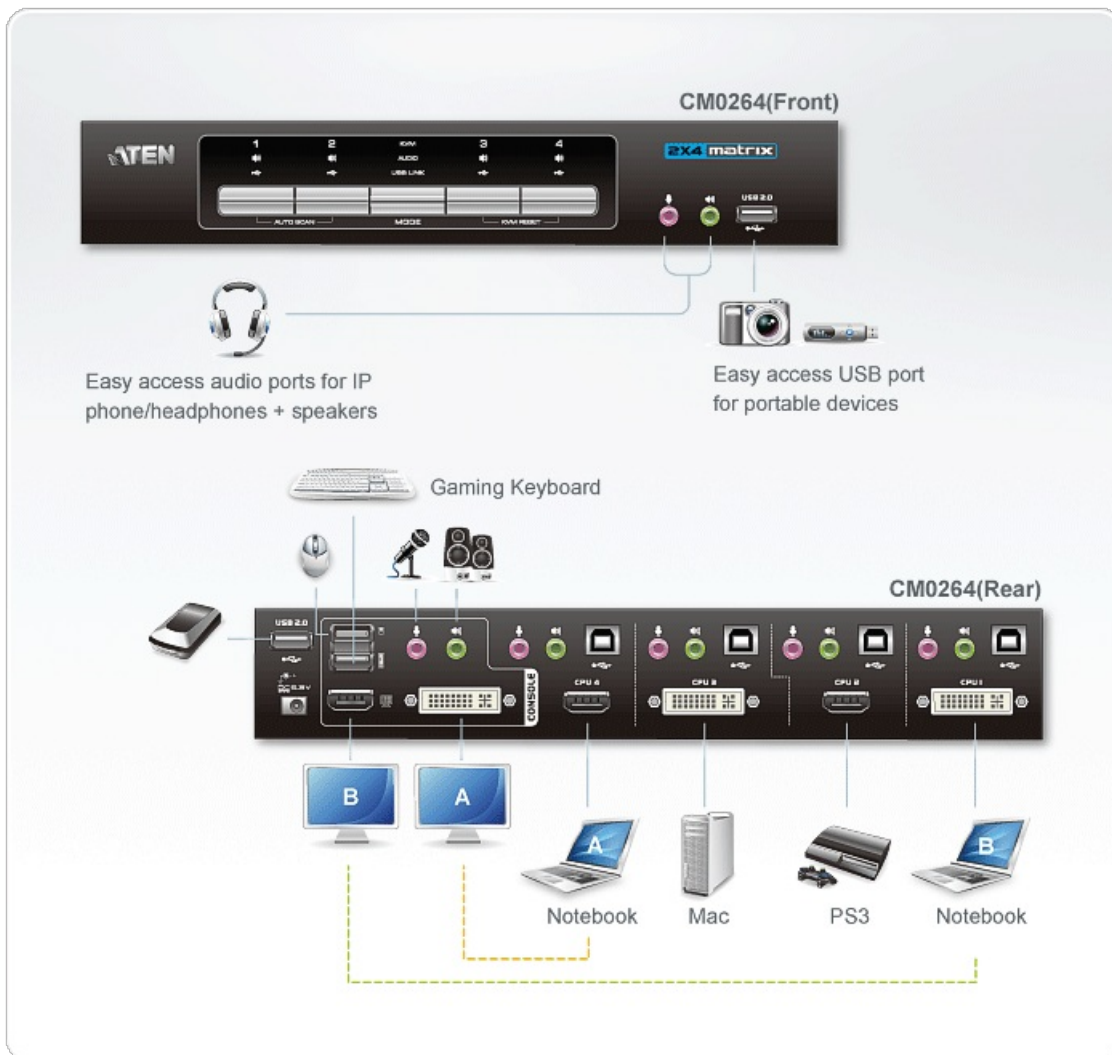 CM0264(Front)
ATEN
1 2 KVM 3 4
AUDIO
USB LINK
AUTO SCAN MODE KVM RESET
2X4 matrix
USB 2.0
Easy access audio ports for IP
phone/headphones + speakers
Easy access USB port
for portable devices
Gaming Keyboard
CM0264(Rear)
USB 2.0
CONSOLE
CPU 4 CPU 3 CPU 2 CPU 1
B A A B
Notebook Mac PS3 Notebook